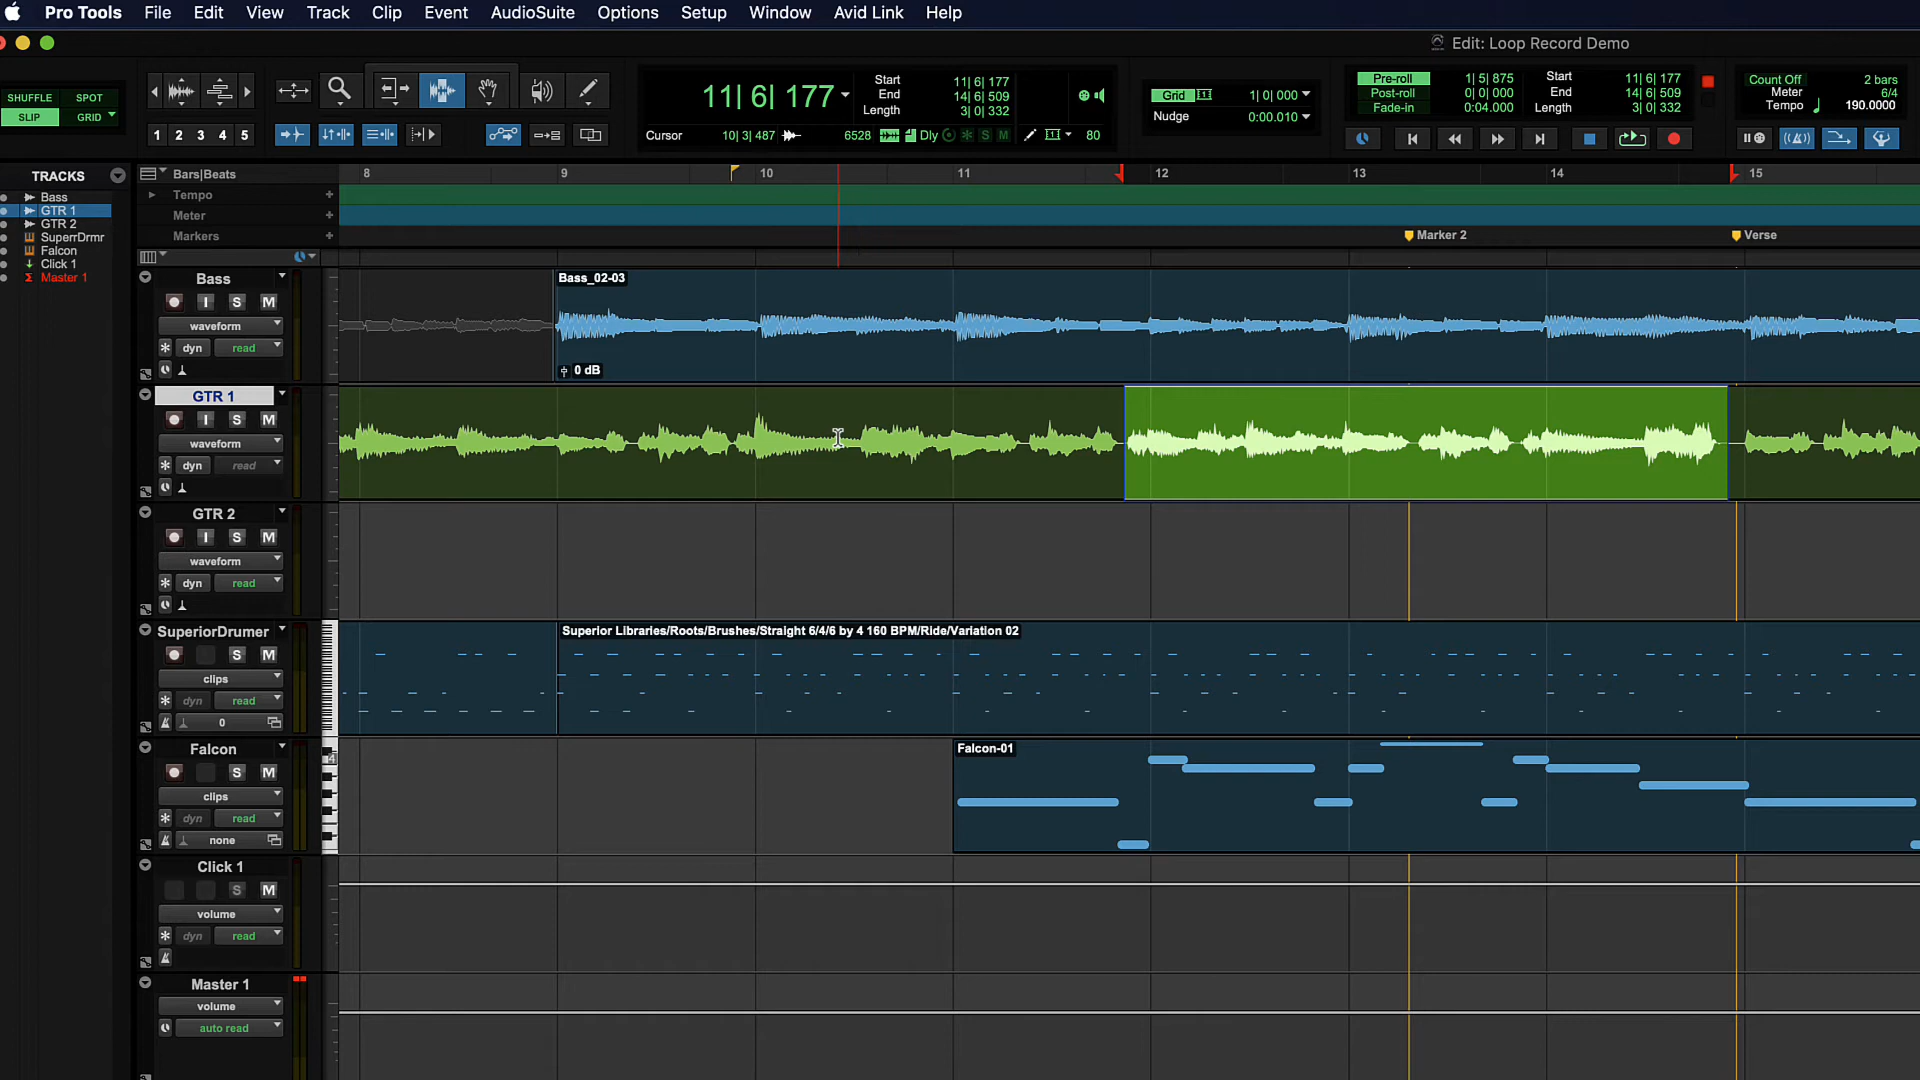 Pro Tools File Edit View Track Clip Event AudioSuite Options Setup Window Avid Link Help
Edit: Loop Record Demo
SHUFFLE SPOT
SLIP GRID
1 2 3 4 5
11| 6| 177
Start 11| 6| 177
End 14| 6| 509
Length 3| 0| 332
Cursor 10| 3| 487 6528 Dly S M 80
Grid 1| 0| 000
Nudge 0:00.010
Pre-roll 1| 5| 875
Post-roll 0| 0| 000
Fade-in 0:04.000
Start 11| 6| 177
End 14| 6| 509
Length 3| 0| 332
Count Off 2 bars
Meter 6/4
Tempo 190.0000
TRACKS
Bass
GTR 1
GTR 2
SuperrDrmr
Falcon
Click 1
Master 1
Bars|Beats 8 9 10 11 12 13 14 15
Tempo
Meter
Markers Marker 2 Verse
Bass
I S M
waveform
dyn read
Bass_02-03
0 dB
GTR 1
I S M
waveform
dyn read
GTR 2
I S M
waveform
dyn read
SuperiorDrumer
S M
clips
dyn read
0
Superior Libraries/Roots/Brushes/Straight 6/4/6 by 4 160 BPM/Ride/Variation 02
Falcon
S M
clips
dyn read
none
4
Falcon-01
Click 1
S M
volume
dyn read
Master 1
volume
auto read